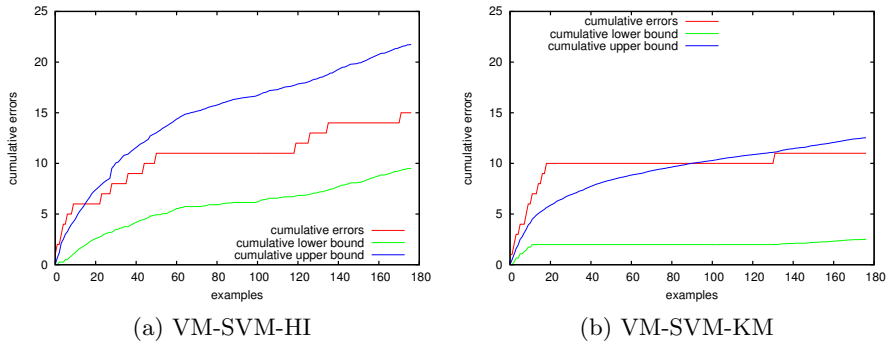 25
20
15
10
5
0
cumulative errors
cumulative errors
cumulative lower bound
cumulative upper bound
0 20 40 60 80 100 120 140 160 180
examples
(a) VM-SVM-HI
25
20
15
10
5
0
cumulative errors
cumulative errors
cumulative lower bound
cumulative upper bound
0 20 40 60 80 100 120 140 160 180
examples
(b) VM-SVM-KM